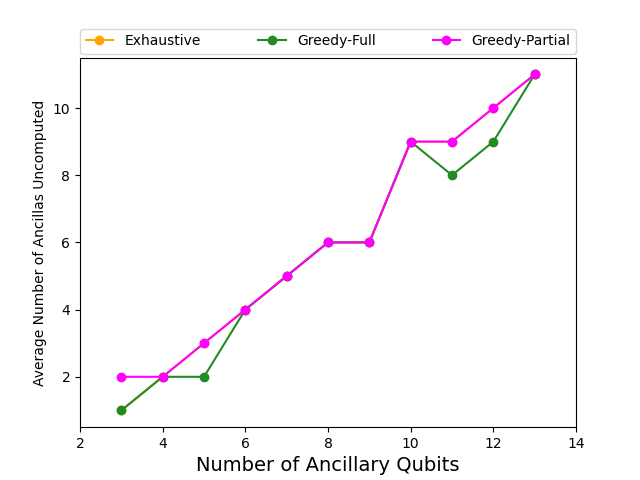 Exhaustive Greedy-Full Greedy-Partial
Average Number of Ancillas Uncomputed
10
8
6
4
2
2 4 6 8 10 12 14
Number of Ancillary Qubits